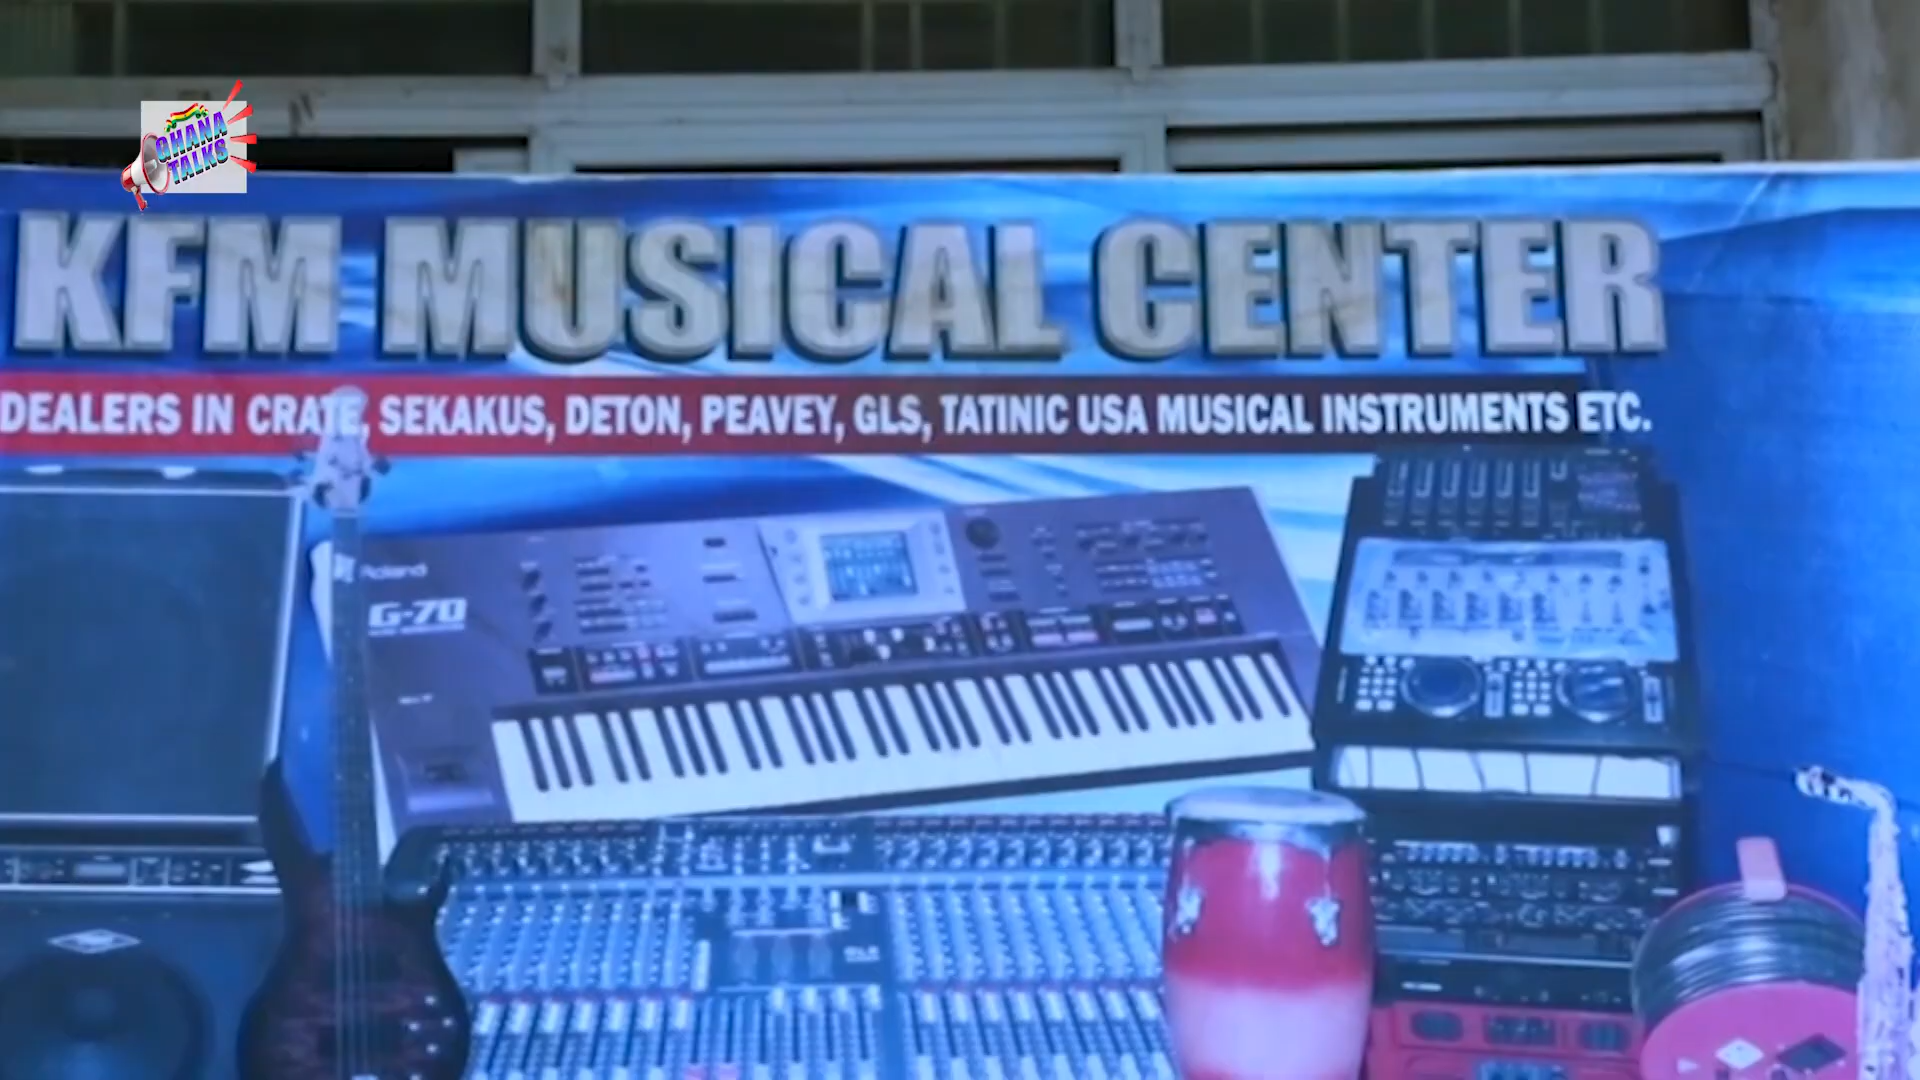 GHANA
TALKS
KFM MUSICAL CENTER
DEALERS IN CRATE, SEKAKUS, DETON, PEAVEY, GLS, TATINIC USA MUSICAL INSTRUMENTS ETC.
Roland
G-70